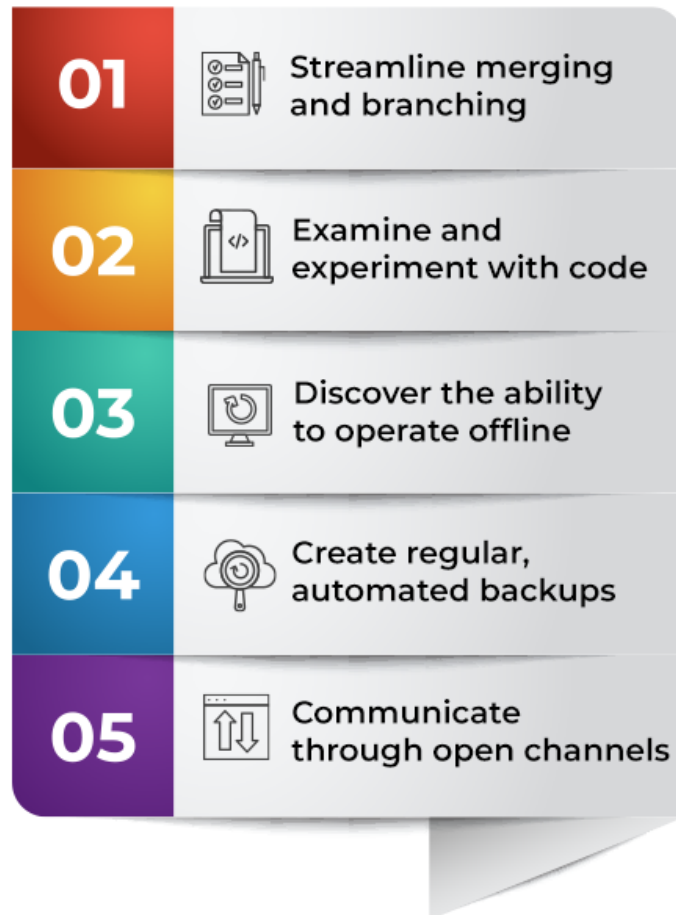 01
Streamline merging
and branching
02
</>
Examine and
experiment with code
03
Discover the ability
to operate offline
04
Create regular,
automated backups
05
Communicate
through open channels